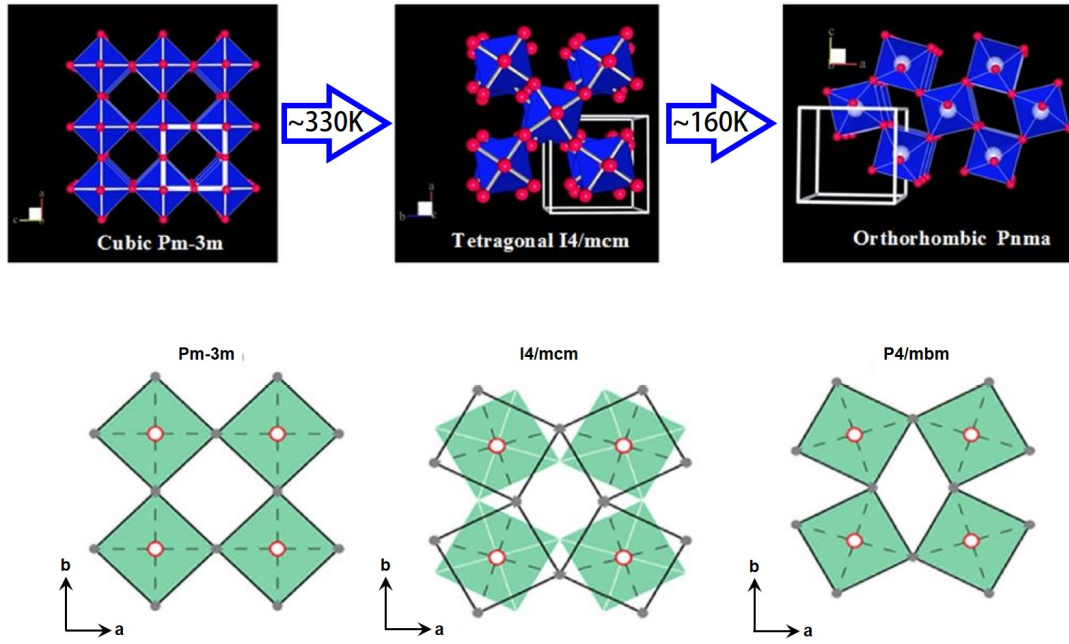 ~330K
~160K
c
a
b
b
c
c
a
Cubic Pm-3m
Tetragonal I4/mcm
Orthorhombic Pnma
Pm-3m
I4/mcm
P4/mbm
b
b
b
a
a
a